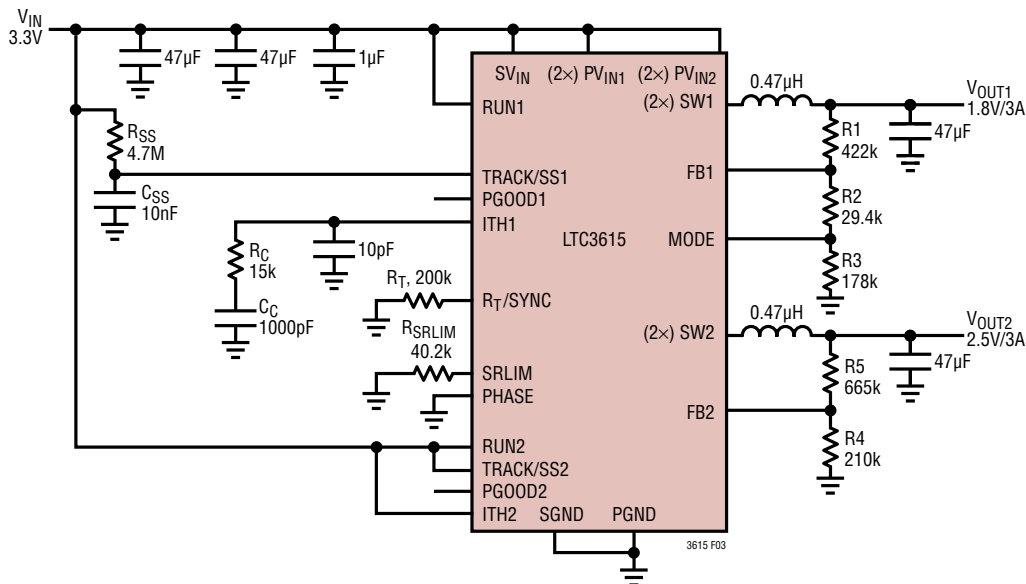 VIN
3.3V
47µF
47µF
1µF
RSS
4.7M
CSS
10nF
RC
15k
CC
1000pF
10pF
RT, 200k
RSRLIM
40.2k
SVIN
(2×) PVIN1
(2×) PVIN2
RUN1
TRACK/SS1
PGOOD1
ITH1
RT/SYNC
SRLIM
PHASE
RUN2
TRACK/SS2
PGOOD2
ITH2
SGND
PGND
LTC3615
(2×) SW1
FB1
MODE
(2×) SW2
FB2
0.47µH
VOUT1
1.8V/3A
47µF
R1
422k
R2
29.4k
R3
178k
0.47µH
VOUT2
2.5V/3A
47µF
R5
665k
R4
210k
3615 F03